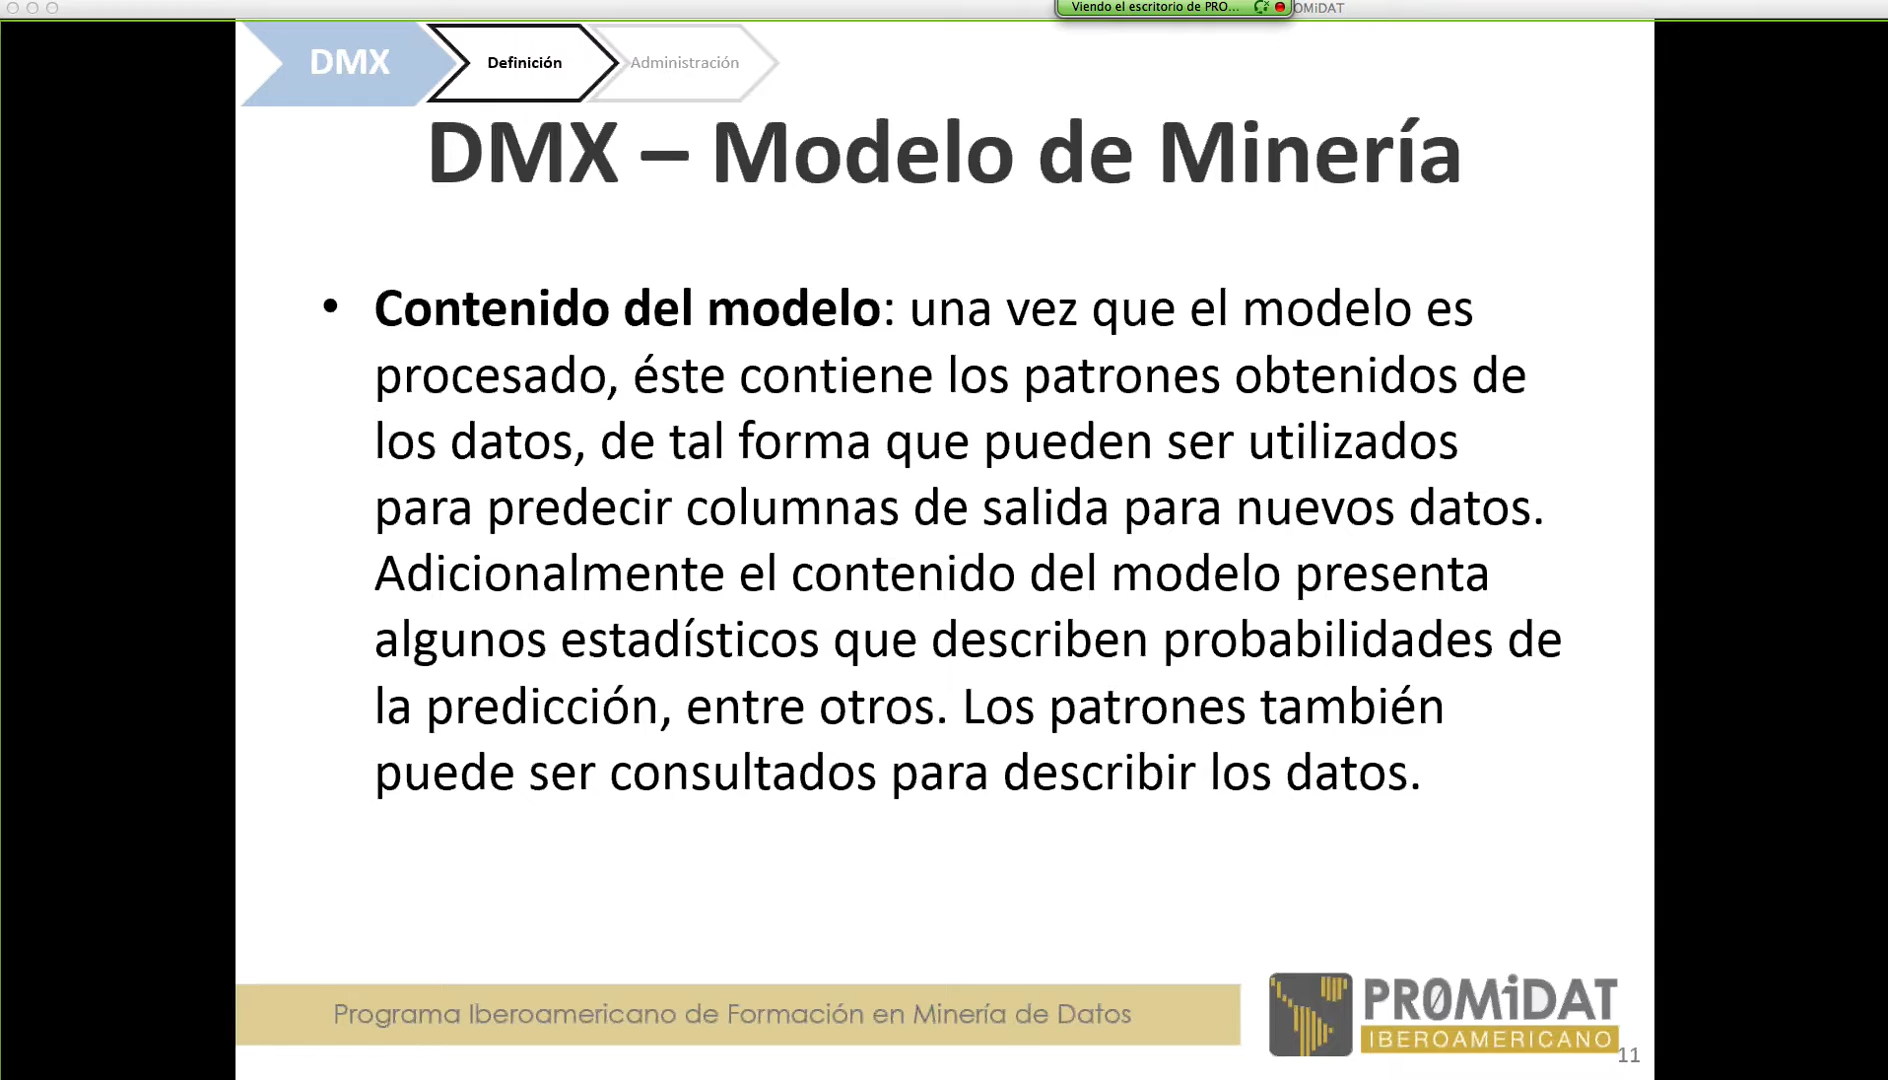 Viendo el escritorio de PRO...
OMiDAT
DMX
Definición
Administración
DMX – Modelo de Minería
• Contenido del modelo: una vez que el modelo es
procesado, éste contiene los patrones obtenidos de
los datos, de tal forma que pueden ser utilizados
para predecir columnas de salida para nuevos datos.
Adicionalmente el contenido del modelo presenta
algunos estadísticos que describen probabilidades de
la predicción, entre otros. Los patrones también
puede ser consultados para describir los datos.
Programa Iberoamericano de Formación en Minería de Datos
PR0MiDAT
IBEROAMERICANO
11